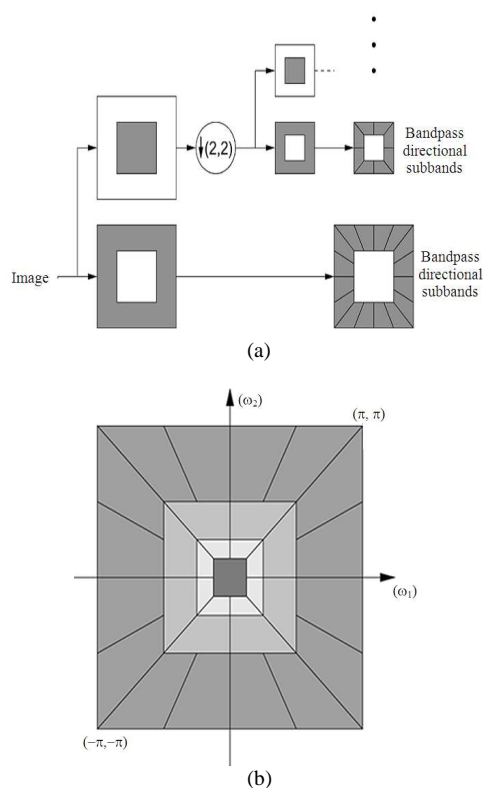 (2,2)
Bandpass
directional
subbands
Image
Bandpass
directional
subbands
(a)
(ω₂)
(π, π)
(ω₁)
(−π,−π)
(b)